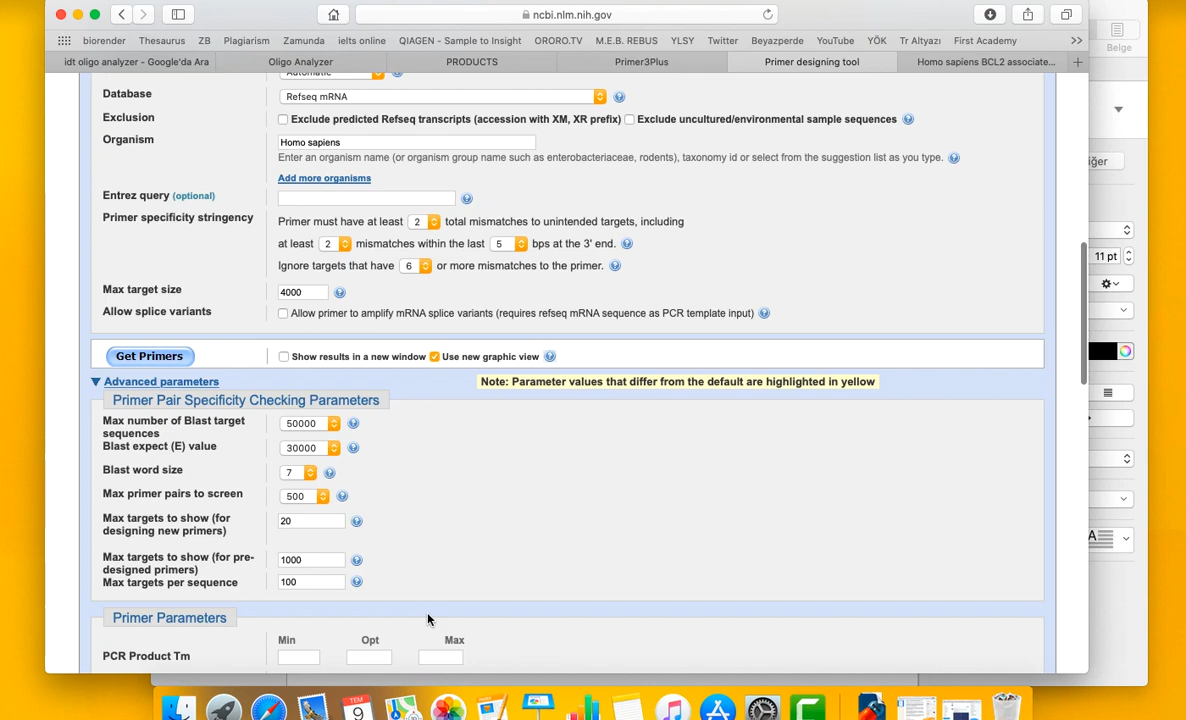 ncbi.nlm.nih.gov
biorender Thesaurus ZB Plagiarism Zamunda ielts online QIAGEN - Sample to Insight ORORO.TV M.E.B. REBUS YLSY Twitter Beyazperde YouTube YÖK Tr Altyazı First Academy >>
Belge
idt oligo analyzer - Google'da Ara Oligo Analyzer PRODUCTS Primer3Plus Primer designing tool Homo sapiens BCL2 associate... +
Automatic
Database Refseq mRNA
Exclusion Exclude predicted Refseq transcripts (accession with XM, XR prefix) Exclude uncultured/environmental sample sequences
Organism Homo sapiens
Enter an organism name (or organism group name such as enterobacteriaceae, rodents), taxonomy id or select from the suggestion list as you type.
Add more organisms
Entrez query (optional)
Primer specificity stringency Primer must have at least 2 total mismatches to unintended targets, including
at least 2 mismatches within the last 5 bps at the 3' end.
11 pt
Ignore targets that have 6 or more mismatches to the primer.
Max target size 4000
Allow splice variants Allow primer to amplify mRNA splice variants (requires refseq mRNA sequence as PCR template input)
Get Primers Show results in a new window Use new graphic view
Advanced parameters Note: Parameter values that differ from the default are highlighted in yellow
Primer Pair Specificity Checking Parameters
Max number of Blast target
sequences 50000
Blast expect (E) value 30000
Blast word size 7
Max primer pairs to screen 500
Max targets to show (for
designing new primers) 20
Max targets to show (for pre-
designed primers) 1000
Max targets per sequence 100
Primer Parameters
Min Opt Max
PCR Product Tm
TEM
9